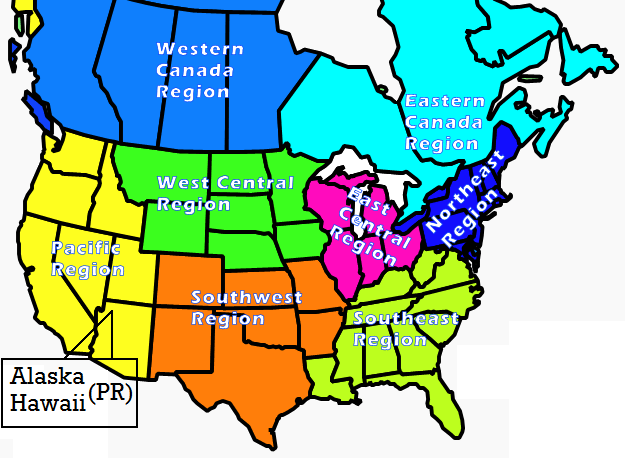 Western
Canada
Region
Eastern
Canada
Region
West Central
Region
East
Central
Region
Northeast
Region
Pacific
Region
Southwest
Region
Southeast
Region
Alaska
Hawaii (PR)